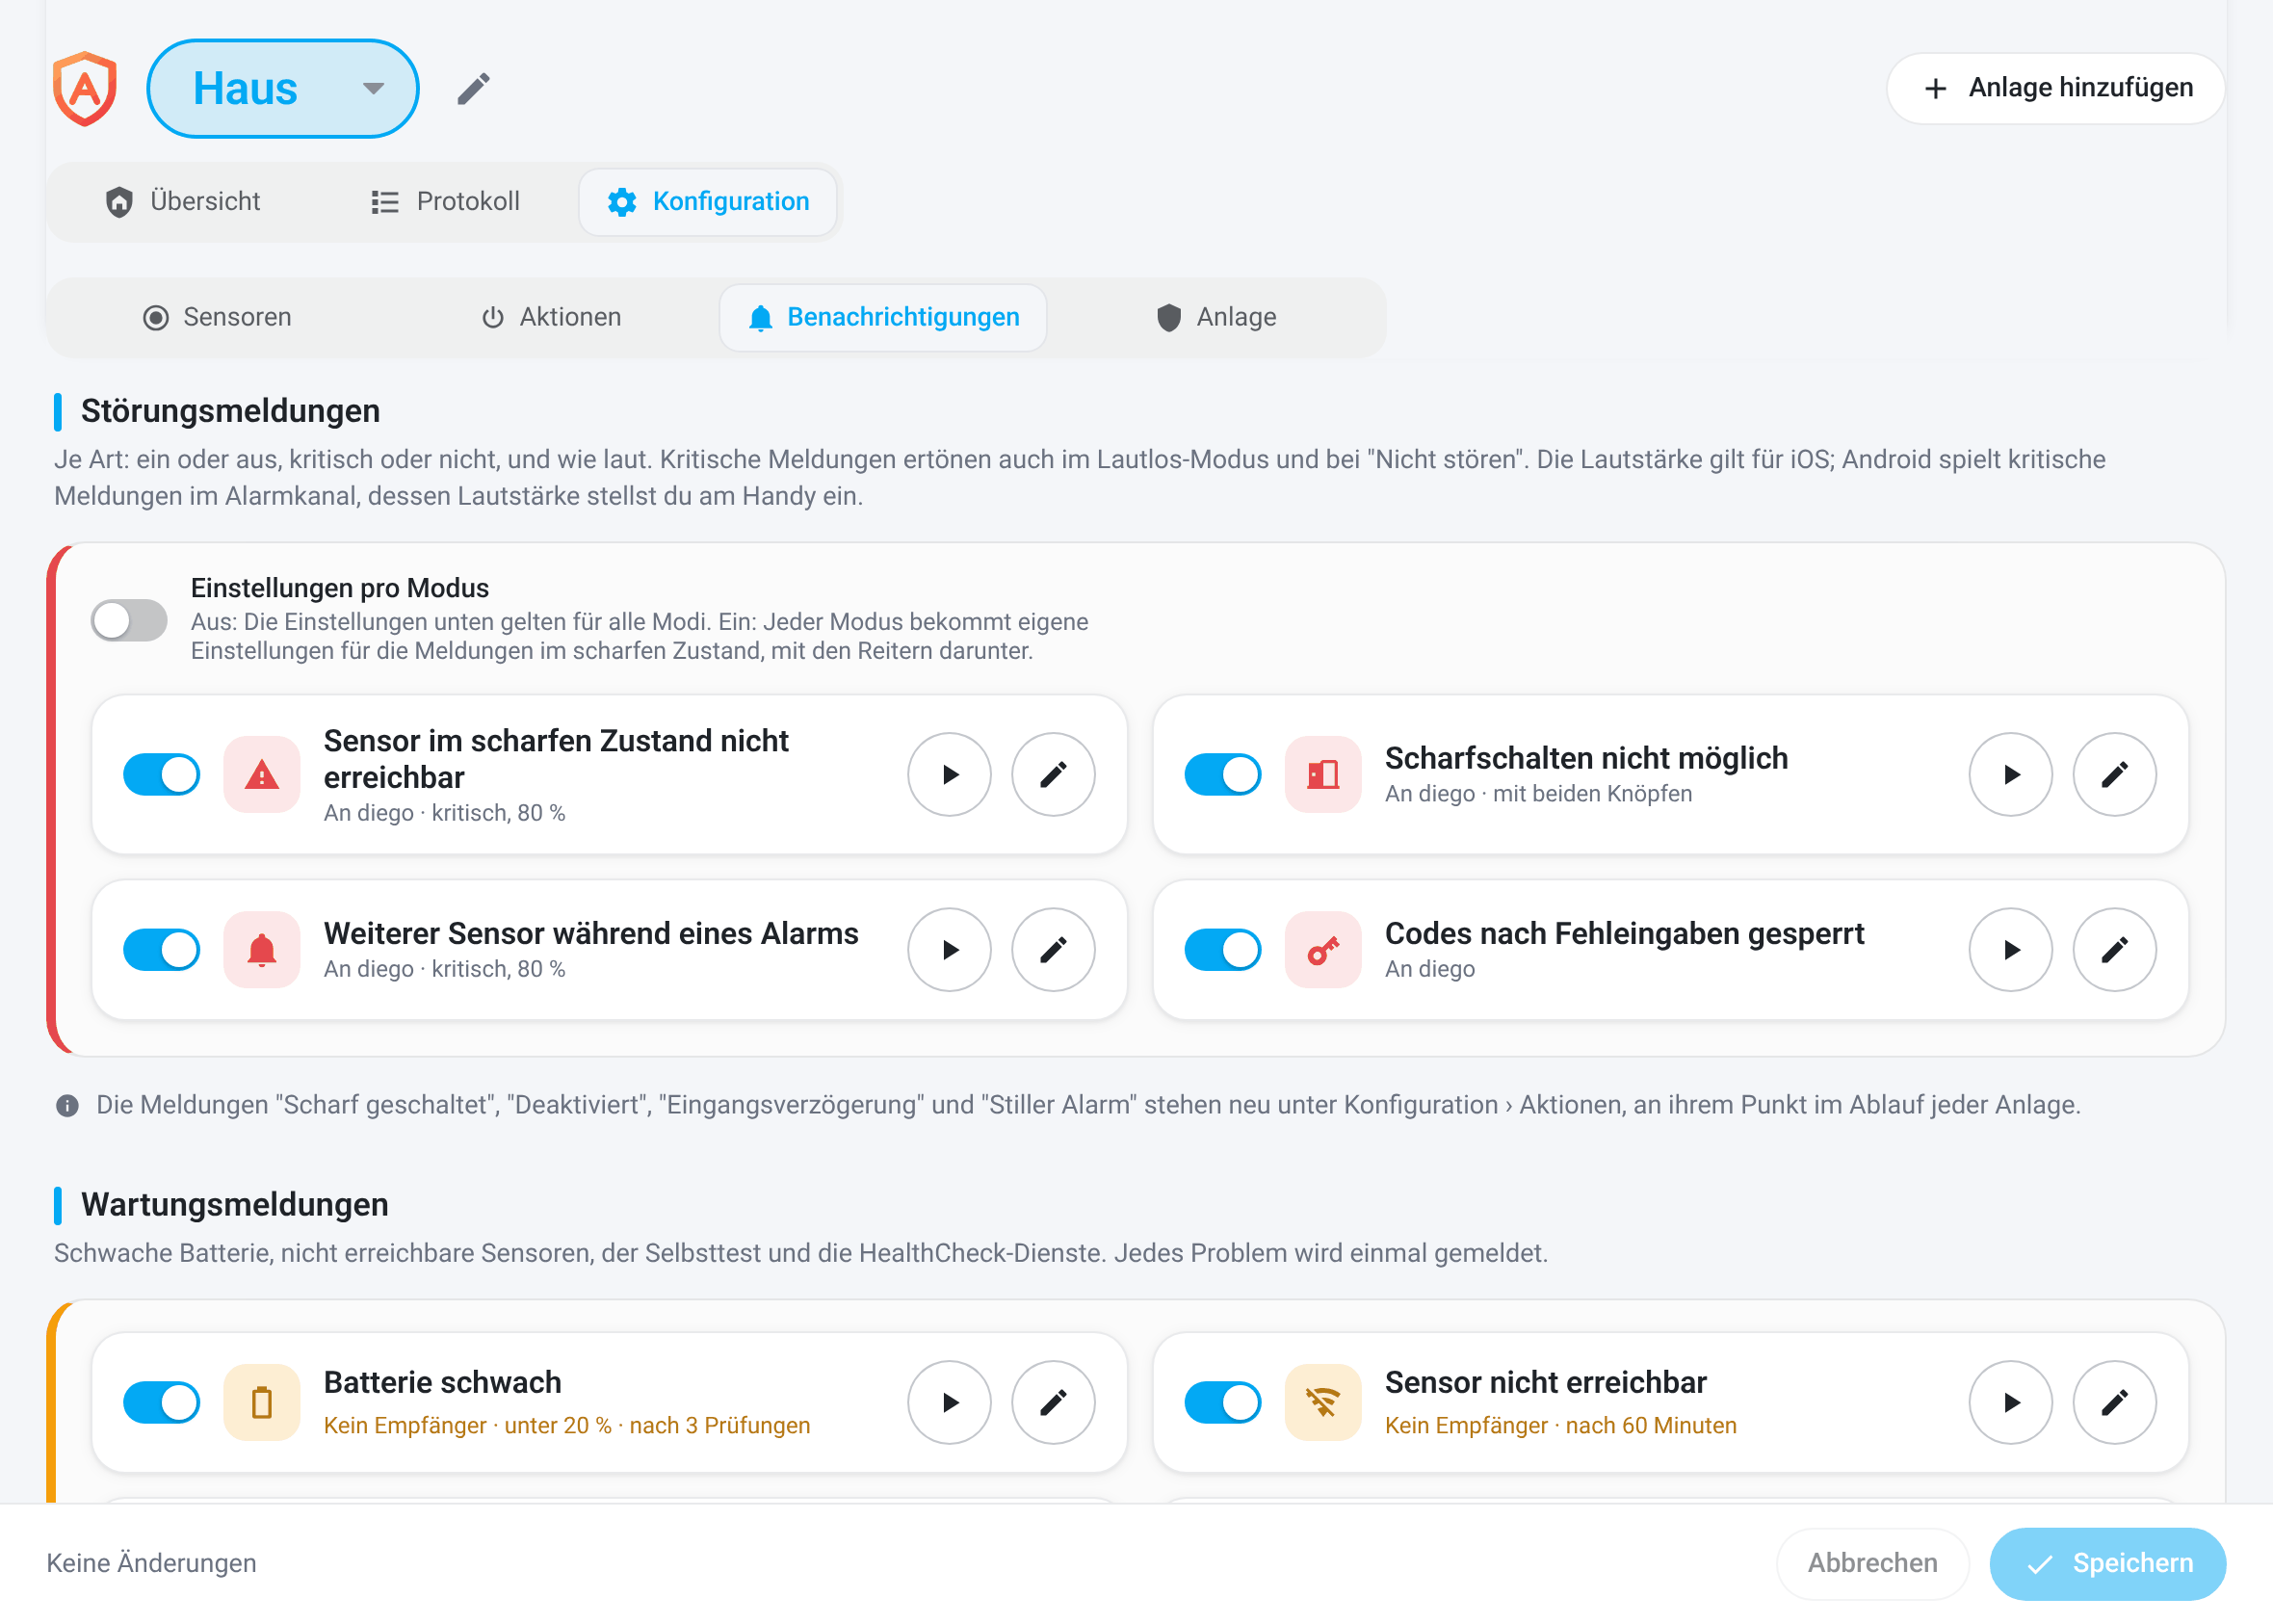 Haus
Anlage hinzufügen
Übersicht
Protokoll
Konfiguration
Sensoren
Aktionen
Benachrichtigungen
Anlage
Störungsmeldungen
Je Art: ein oder aus, kritisch oder nicht, und wie laut. Kritische Meldungen ertönen auch im Lautlos-Modus und bei "Nicht stören". Die Lautstärke gilt für iOS; Android spielt kritische
Meldungen im Alarmkanal, dessen Lautstärke stellst du am Handy ein.
Einstellungen pro Modus
Aus: Die Einstellungen unten gelten für alle Modi. Ein: Jeder Modus bekommt eigene
Einstellungen für die Meldungen im scharfen Zustand, mit den Reitern darunter.
Sensor im scharfen Zustand nicht
erreichbar
An diego · kritisch, 80 %
Scharfschalten nicht möglich
An diego · mit beiden Knöpfen
Weiterer Sensor während eines Alarms
An diego · kritisch, 80 %
Codes nach Fehleingaben gesperrt
An diego
Die Meldungen "Scharf geschaltet", "Deaktiviert", "Eingangsverzögerung" und "Stiller Alarm" stehen neu unter Konfiguration › Aktionen, an ihrem Punkt im Ablauf jeder Anlage.
Wartungsmeldungen
Schwache Batterie, nicht erreichbare Sensoren, der Selbsttest und die HealthCheck-Dienste. Jedes Problem wird einmal gemeldet.
Batterie schwach
Kein Empfänger · unter 20 % · nach 3 Prüfungen
Sensor nicht erreichbar
Kein Empfänger · nach 60 Minuten
Keine Änderungen
Abbrechen
Speichern